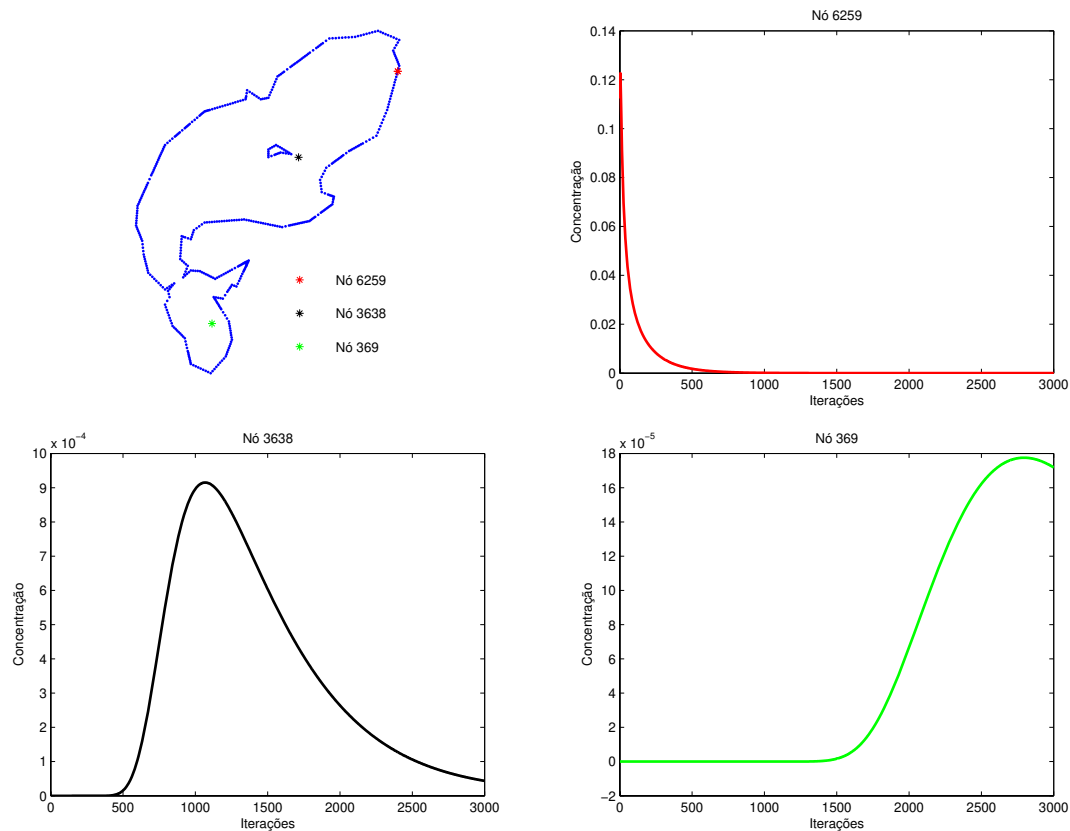 Nó 6259
Nó 3638
Nó 369
Nó 6259
0.14
0.12
0.1
0.08
0.06
0.04
0.02
0
Concentração
0 500 1000 1500 2000 2500 3000
Iterações
Nó 3638
x 10⁻⁴
10
9
8
7
6
5
4
3
2
1
0
Concentração
0 500 1000 1500 2000 2500 3000
Iterações
Nó 369
x 10⁻⁵
18
16
14
12
10
8
6
4
2
0
−2
Concentração
0 500 1000 1500 2000 2500 3000
Iterações